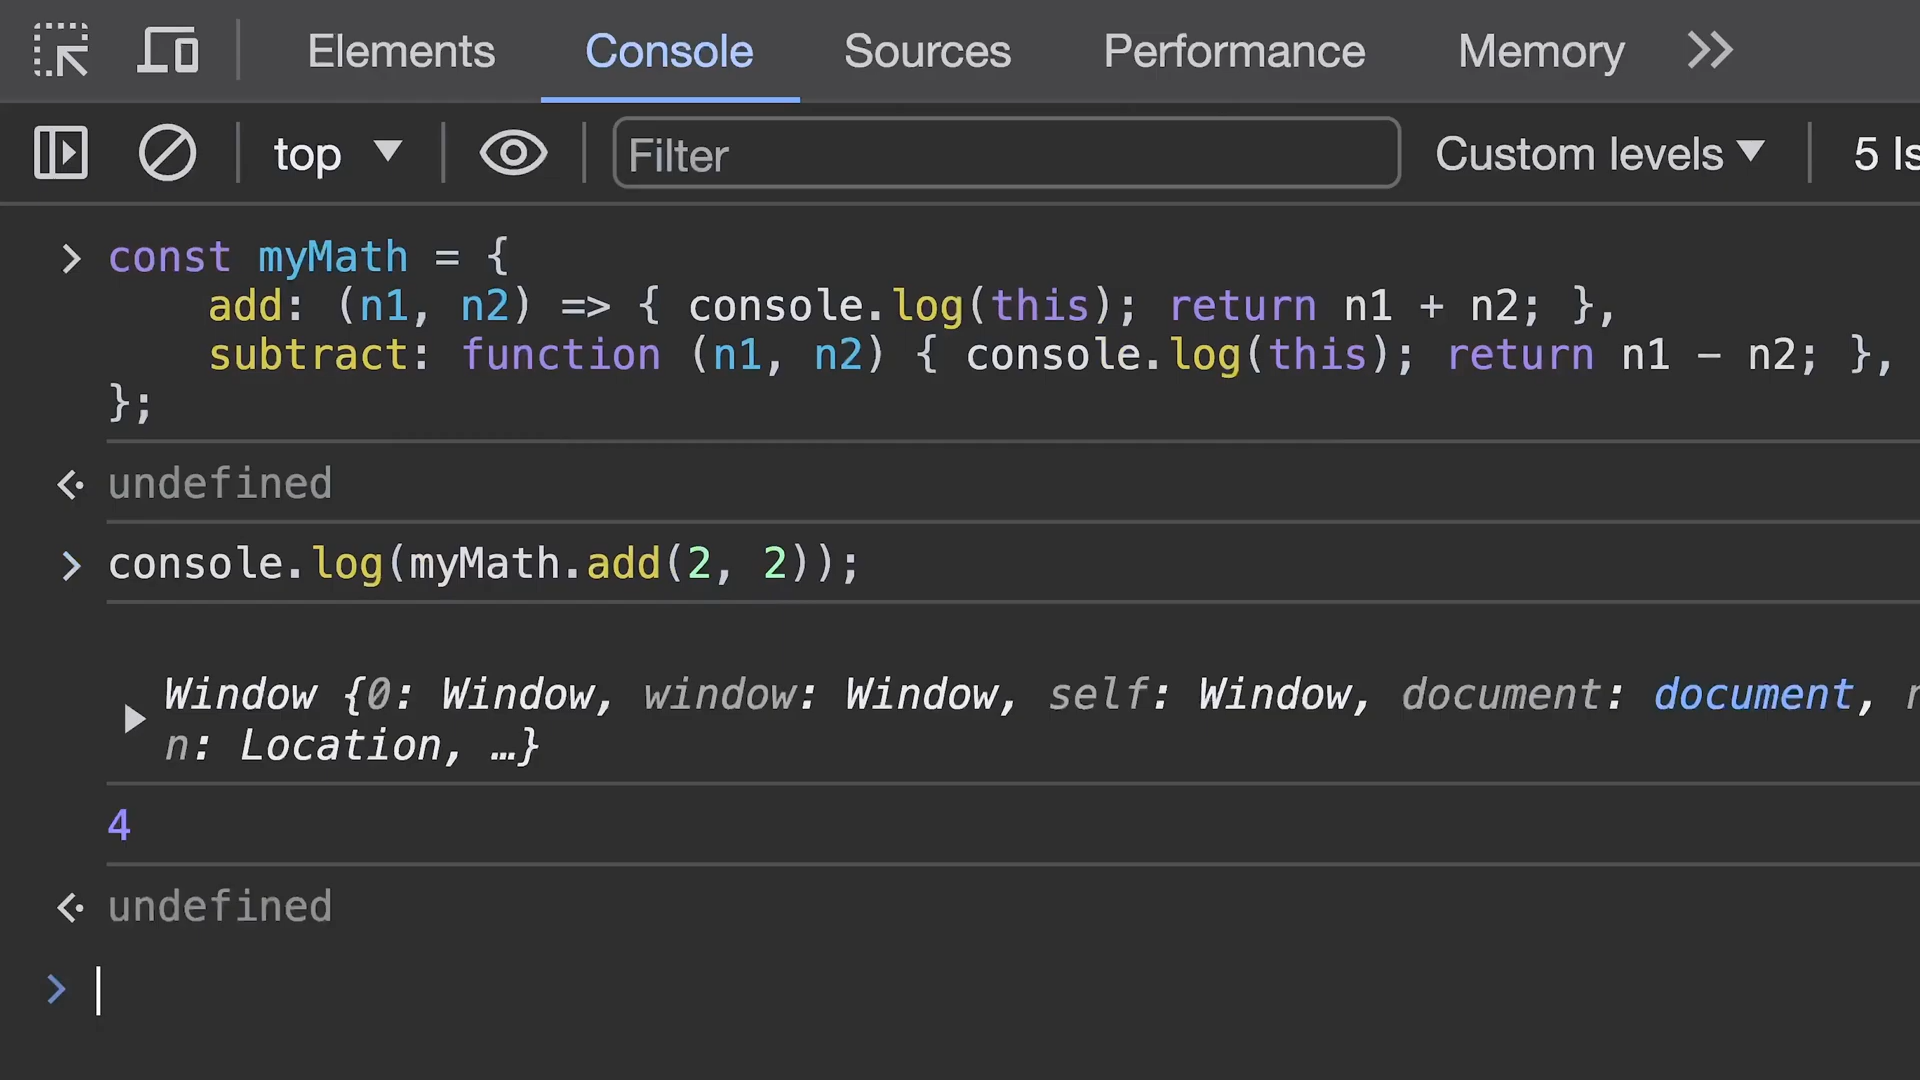 Elements Console Sources Performance Memory
top Filter Custom levels 5
const myMath = {
    add: (n1, n2) => { console.log(this); return n1 + n2; },
    subtract: function (n1, n2) { console.log(this); return n1 − n2; },
};
undefined
console.log(myMath.add(2, 2));
Window {0: Window, window: Window, self: Window, document: document,
n: Location, …}
4
undefined